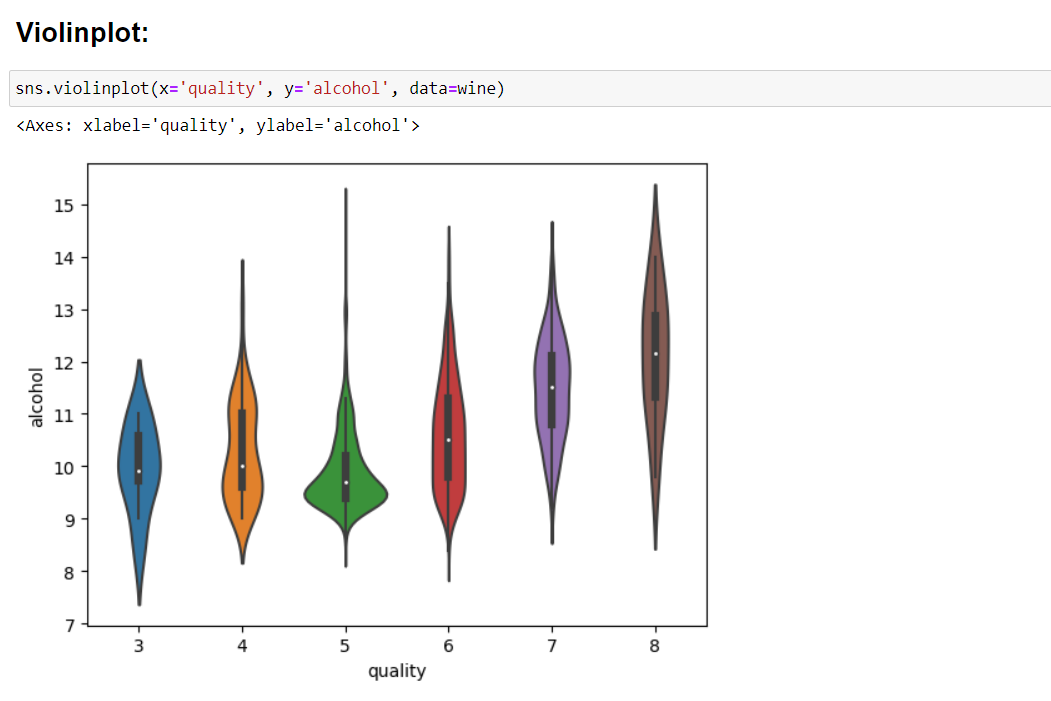 Violinplot:
sns.violinplot(x='quality', y='alcohol', data=wine)
<Axes: xlabel='quality', ylabel='alcohol'>
15
14
13
12
11
10
9
8
7
alcohol
3 4 5 6 7 8
quality